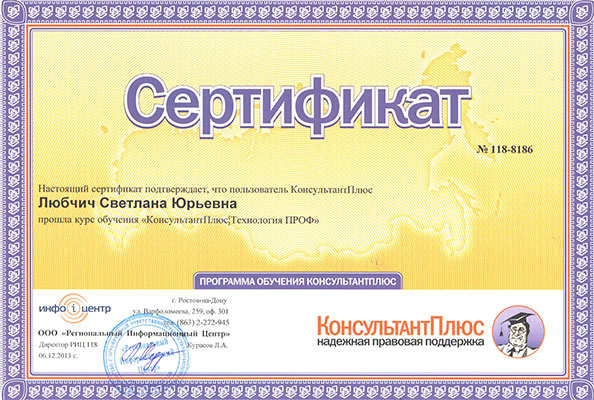 Сертификат
№ 118-8186
Настоящий сертификат подтверждает, что пользователь КонсультантПлюс
Любчич Светлана Юрьевна
прошла курс обучения «КонсультантПлюс¦Технология ПРОФ»
ПРОГРАММА ОБУЧЕНИЯ КОНСУЛЬТАНТПЛЮС
инфо i центр
г. Ростов-на-Дону
ул. Варфоломеева, 259, оф. 301
(863) 2-272-945
ООО «Региональный Информационный Центр»
Директор РИЦ 118 Курасов Л.А.
06.12.2013 г.
КонсультантПлюс
надежная правовая поддержка